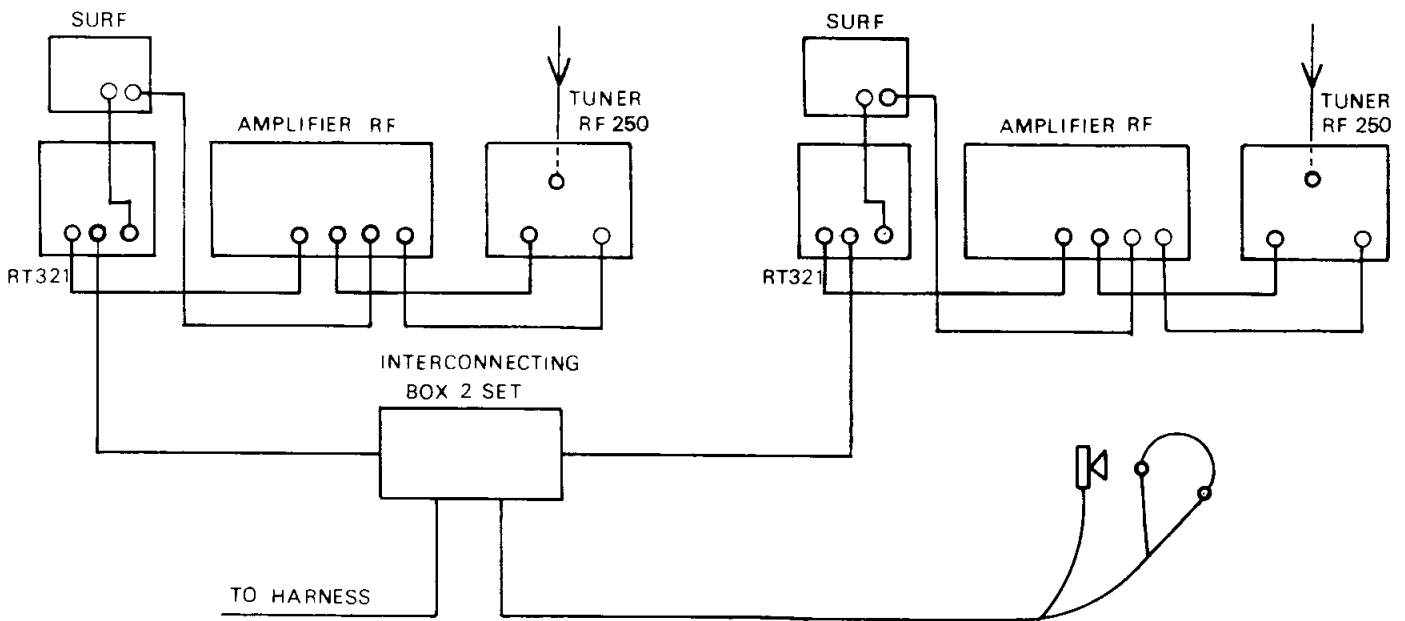 SURF
TUNER
RF 250
AMPLIFIER RF
RT321
SURF
TUNER
RF 250
AMPLIFIER RF
RT321
INTERCONNECTING
BOX 2 SET
TO HARNESS